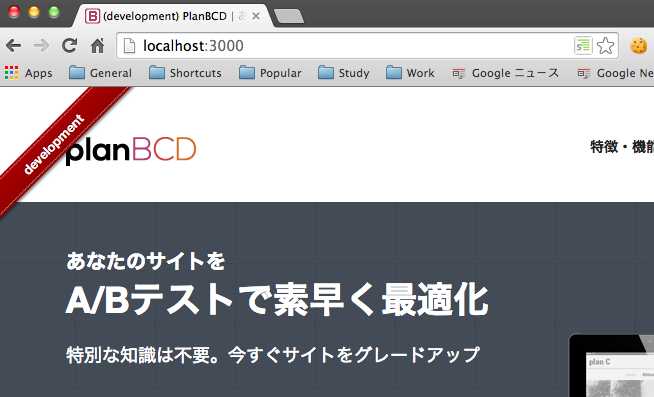 (development) PlanBCD | あ
localhost:3000
Apps General Shortcuts Popular Study Work Google ニュース Google Ne
development
planBCD
特徴・機能
あなたのサイトを
A/Bテストで素早く最適化
特別な知識は不要。今すぐサイトをグレードアップ
plan C